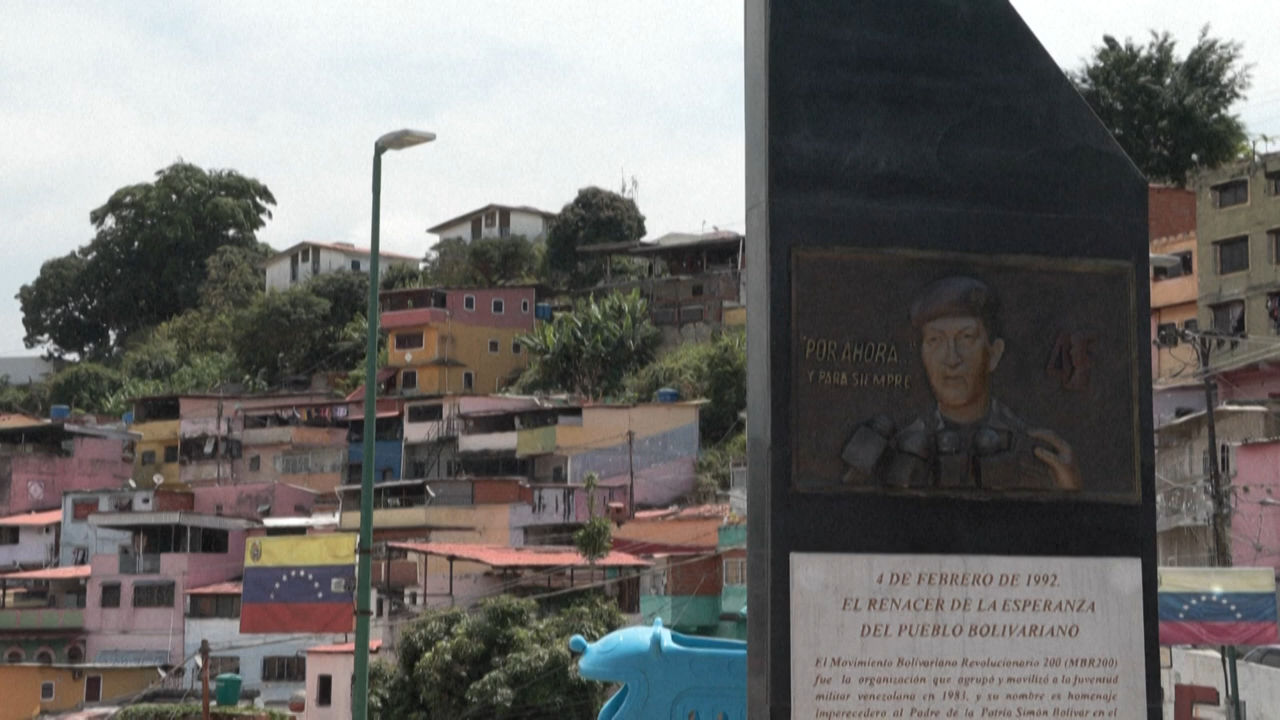 "POR AHORA."
Y PARA SIEMPRE
4F
4 DE FEBRERO DE 1992.
EL RENACER DE LA ESPERANZA
DEL PUEBLO BOLIVARIANO
El Movimiento Bolivariano Revolucionario 200 (MBR200)
fue la organización que agrupó y movilizó a la juventud
militar venezolana en 1983, y su nombre es homenaje
imperecedero al Padre de la Patria Simón Bolívar en el